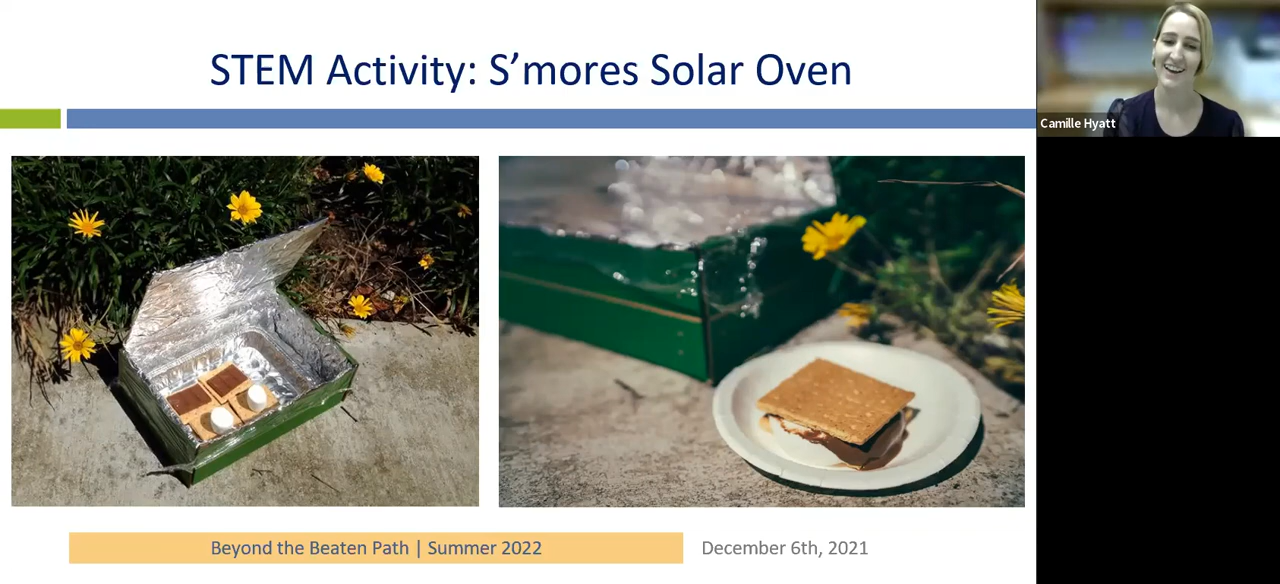 STEM Activity: S’mores Solar Oven
Camille Hyatt
Beyond the Beaten Path | Summer 2022
December 6th, 2021